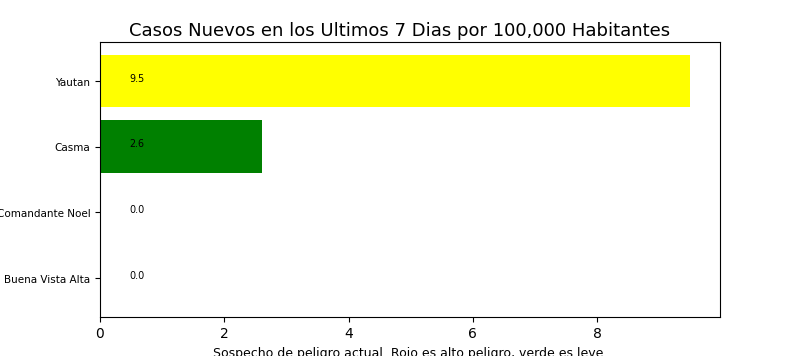 Casos Nuevos en los Ultimos 7 Dias por 100,000 Habitantes
Yautan
9.5
Casma
2.6
Comandante Noel
0.0
Buena Vista Alta
0.0
0 2 4 6 8
Sospecho de peligro actual. Rojo es alto peligro, verde es leve